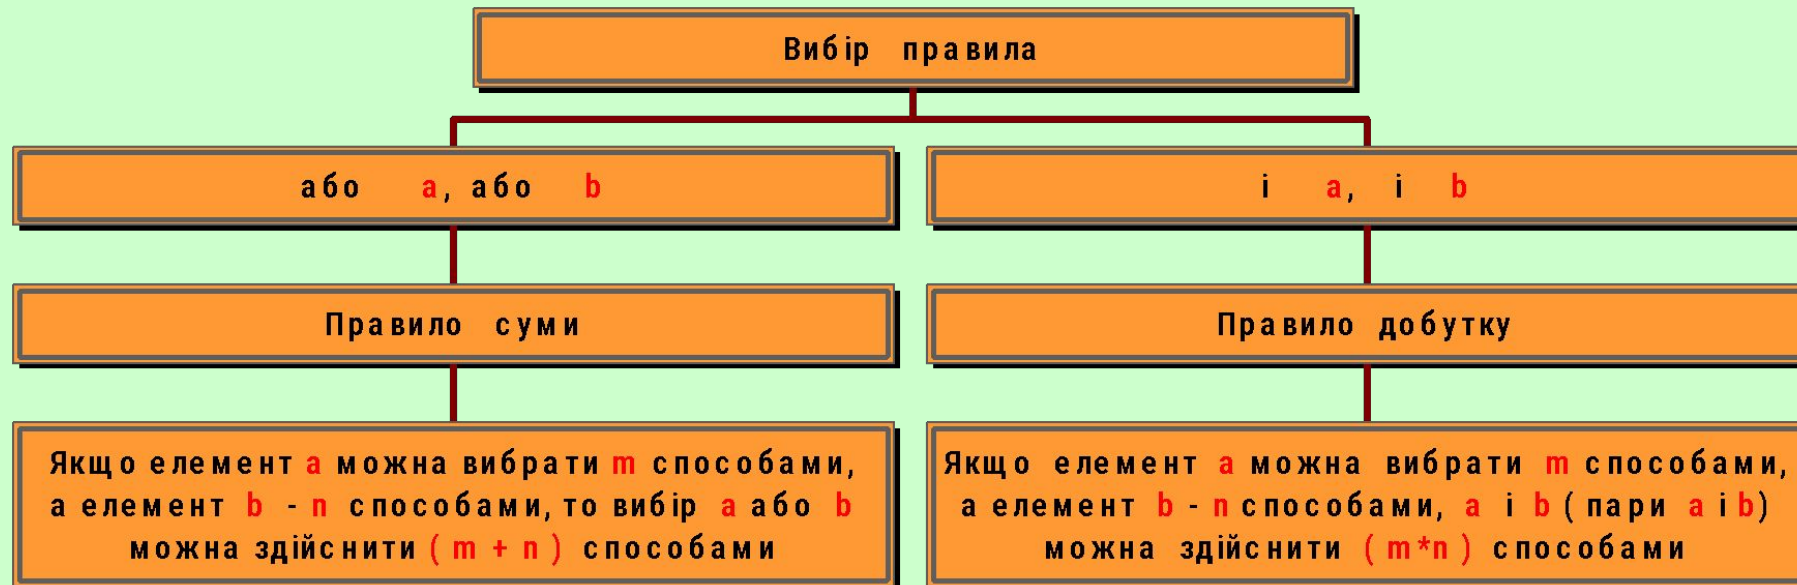 Вибір правила
або a, або b
і a, і b
Правило суми
Правило добутку
Якщо елемент a можна вибрати m способами,
а елемент b - n способами, то вибір a або b
можна здійснити ( m + n ) способами
Якщо елемент a можна вибрати m способами,
а елемент b - n способами, a і b ( пари a і b)
можна здійснити ( m*n ) способами